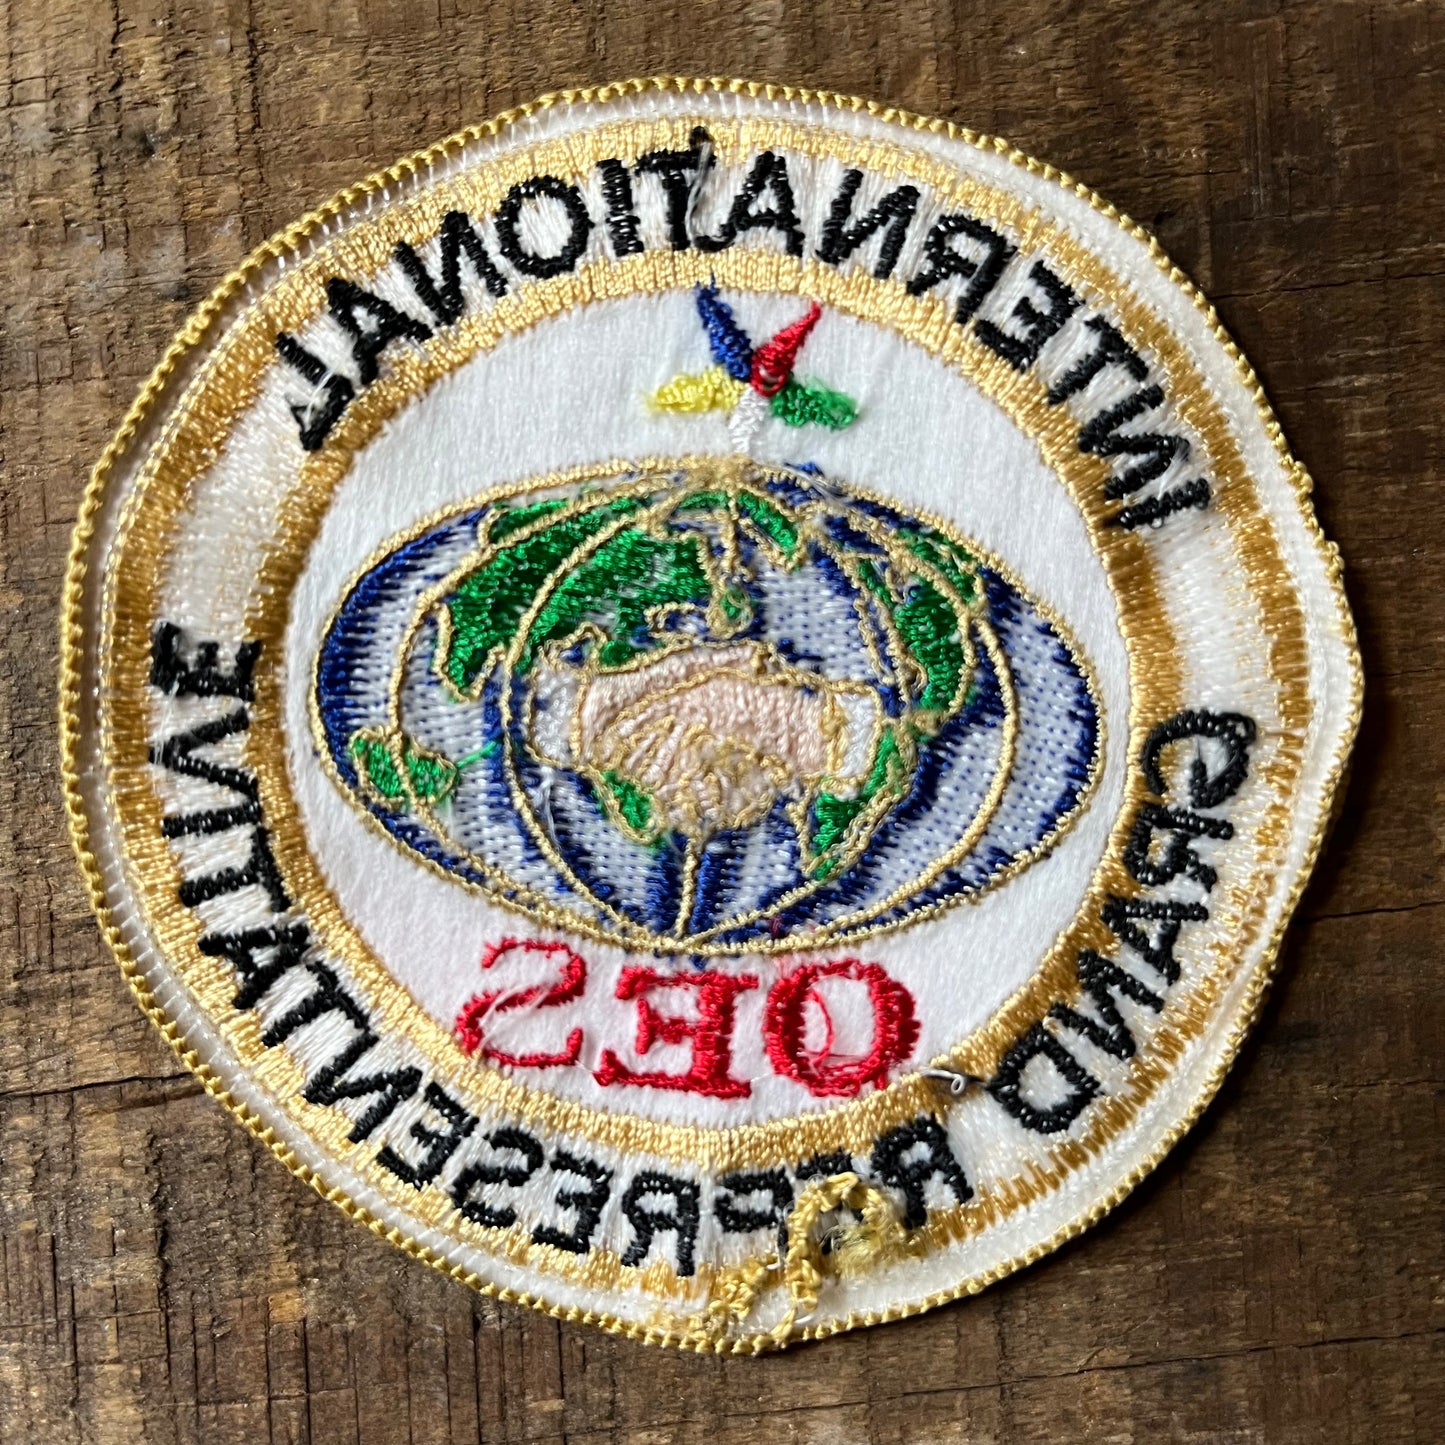 INTERNATIONAL
OES
GRAND REPRESENTATIVE